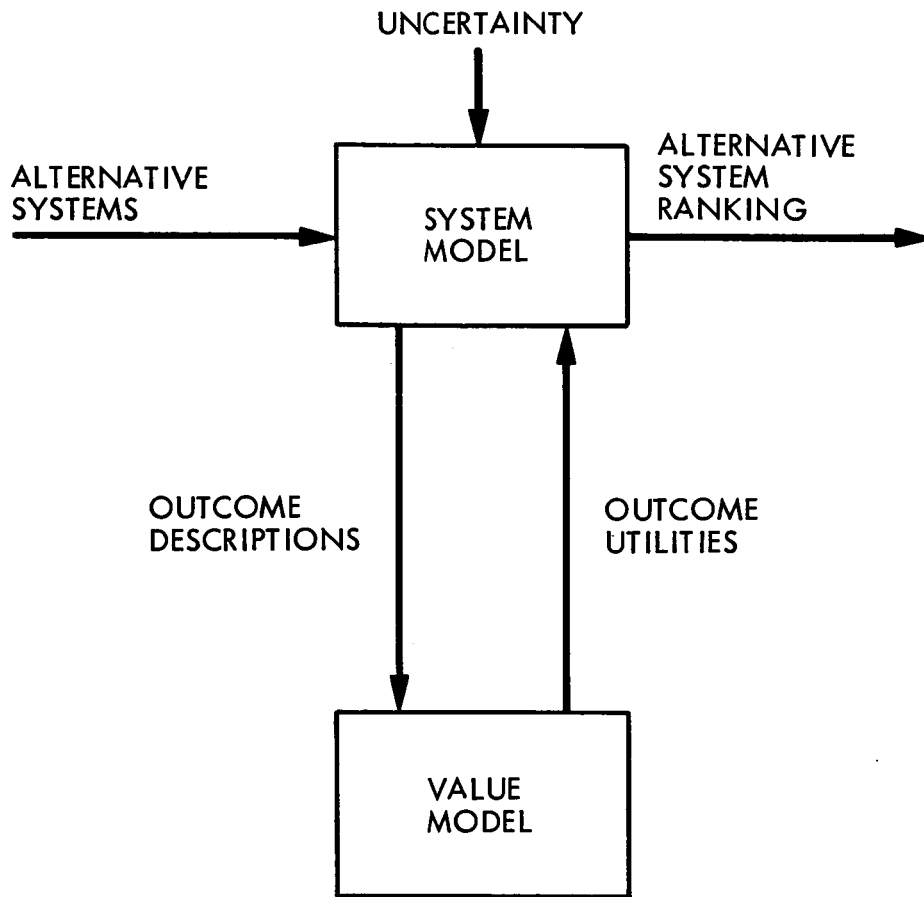 UNCERTAINTY
ALTERNATIVE
SYSTEMS
SYSTEM
MODEL
ALTERNATIVE
SYSTEM
RANKING
OUTCOME
DESCRIPTIONS
OUTCOME
UTILITIES
VALUE
MODEL